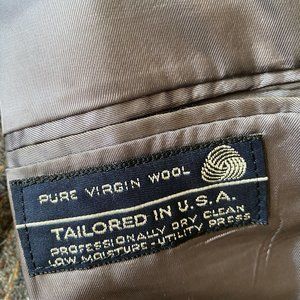 PURE VIRGIN WOOL
TAILORED IN U.S.A.
PROFESSIONALLY DRY CLEAN
LOW MOISTURE-UTILITY PRESS